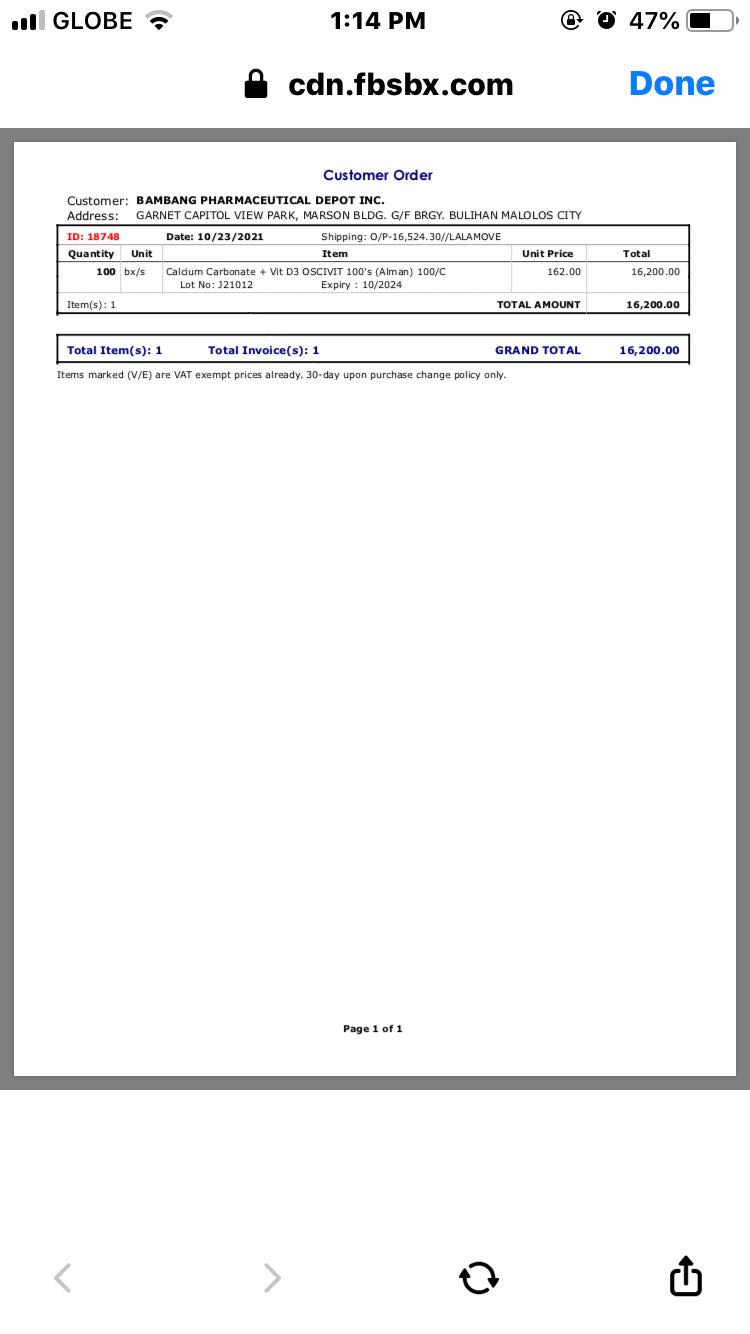 GLOBE 1:14 PM 47%
cdn.fbsbx.com Done
Customer Order
Customer: BAMBANG PHARMACEUTICAL DEPOT INC.
Address: GARNET CAPITOL VIEW PARK, MARSON BLDG. G/F BRGY. BULIHAN MALOLOS CITY
ID: 18748 Date: 10/23/2021 Shipping: O/P-16,524.30//LALAMOVE
Quantity Unit Item Unit Price Total
100 bx/s Calcium Carbonate + Vit D3 OSCIVIT 100's (Alman) 100/C 162.00 16,200.00
Lot No: J21012 Expiry : 10/2024
Item(s): 1 TOTAL AMOUNT 16,200.00
Total Item(s): 1 Total Invoice(s): 1 GRAND TOTAL 16,200.00
Items marked (V/E) are VAT exempt prices already. 30-day upon purchase change policy only.
Page 1 of 1